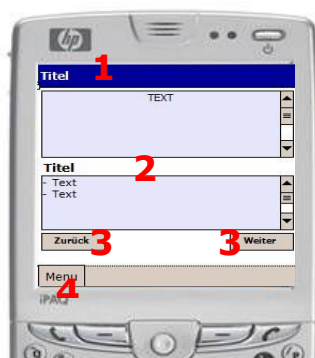 hp
Titel 1
TEXT
Titel
2
- Text
- Text
Zurück 3
3 Weiter
Menu
4
iPAQ